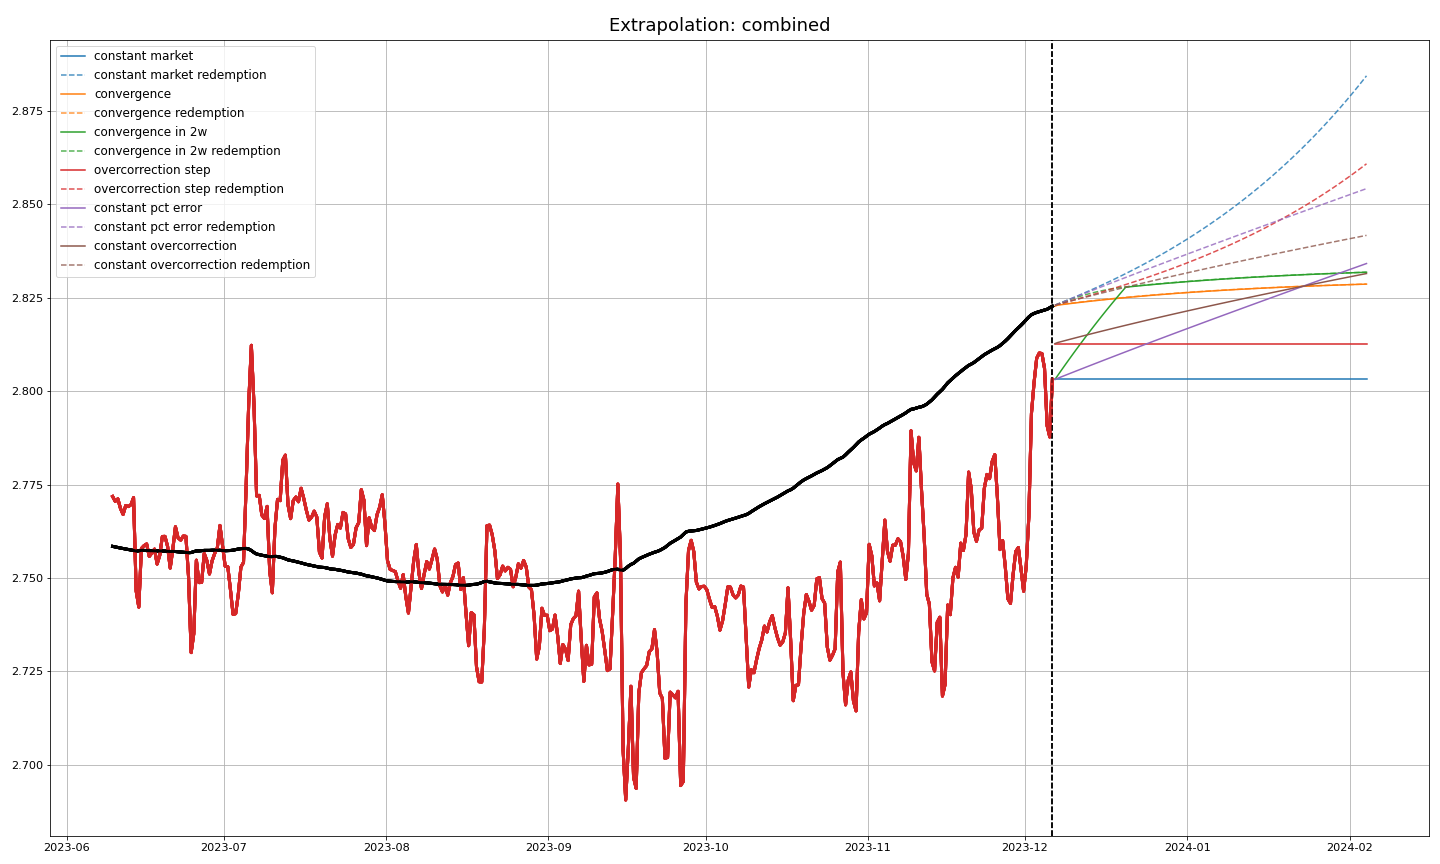 Extrapolation: combined
constant market
constant market redemption
convergence
convergence redemption
convergence in 2w
convergence in 2w redemption
overcorrection step
overcorrection step redemption
constant pct error
constant pct error redemption
constant overcorrection
constant overcorrection redemption
2.875
2.850
2.825
2.800
2.775
2.750
2.725
2.700
2023-06
2023-07
2023-08
2023-09
2023-10
2023-11
2023-12
2024-01
2024-02